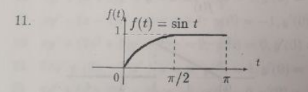 11.
f(t)
f(t) = sin t
1
t
0
π/2
π